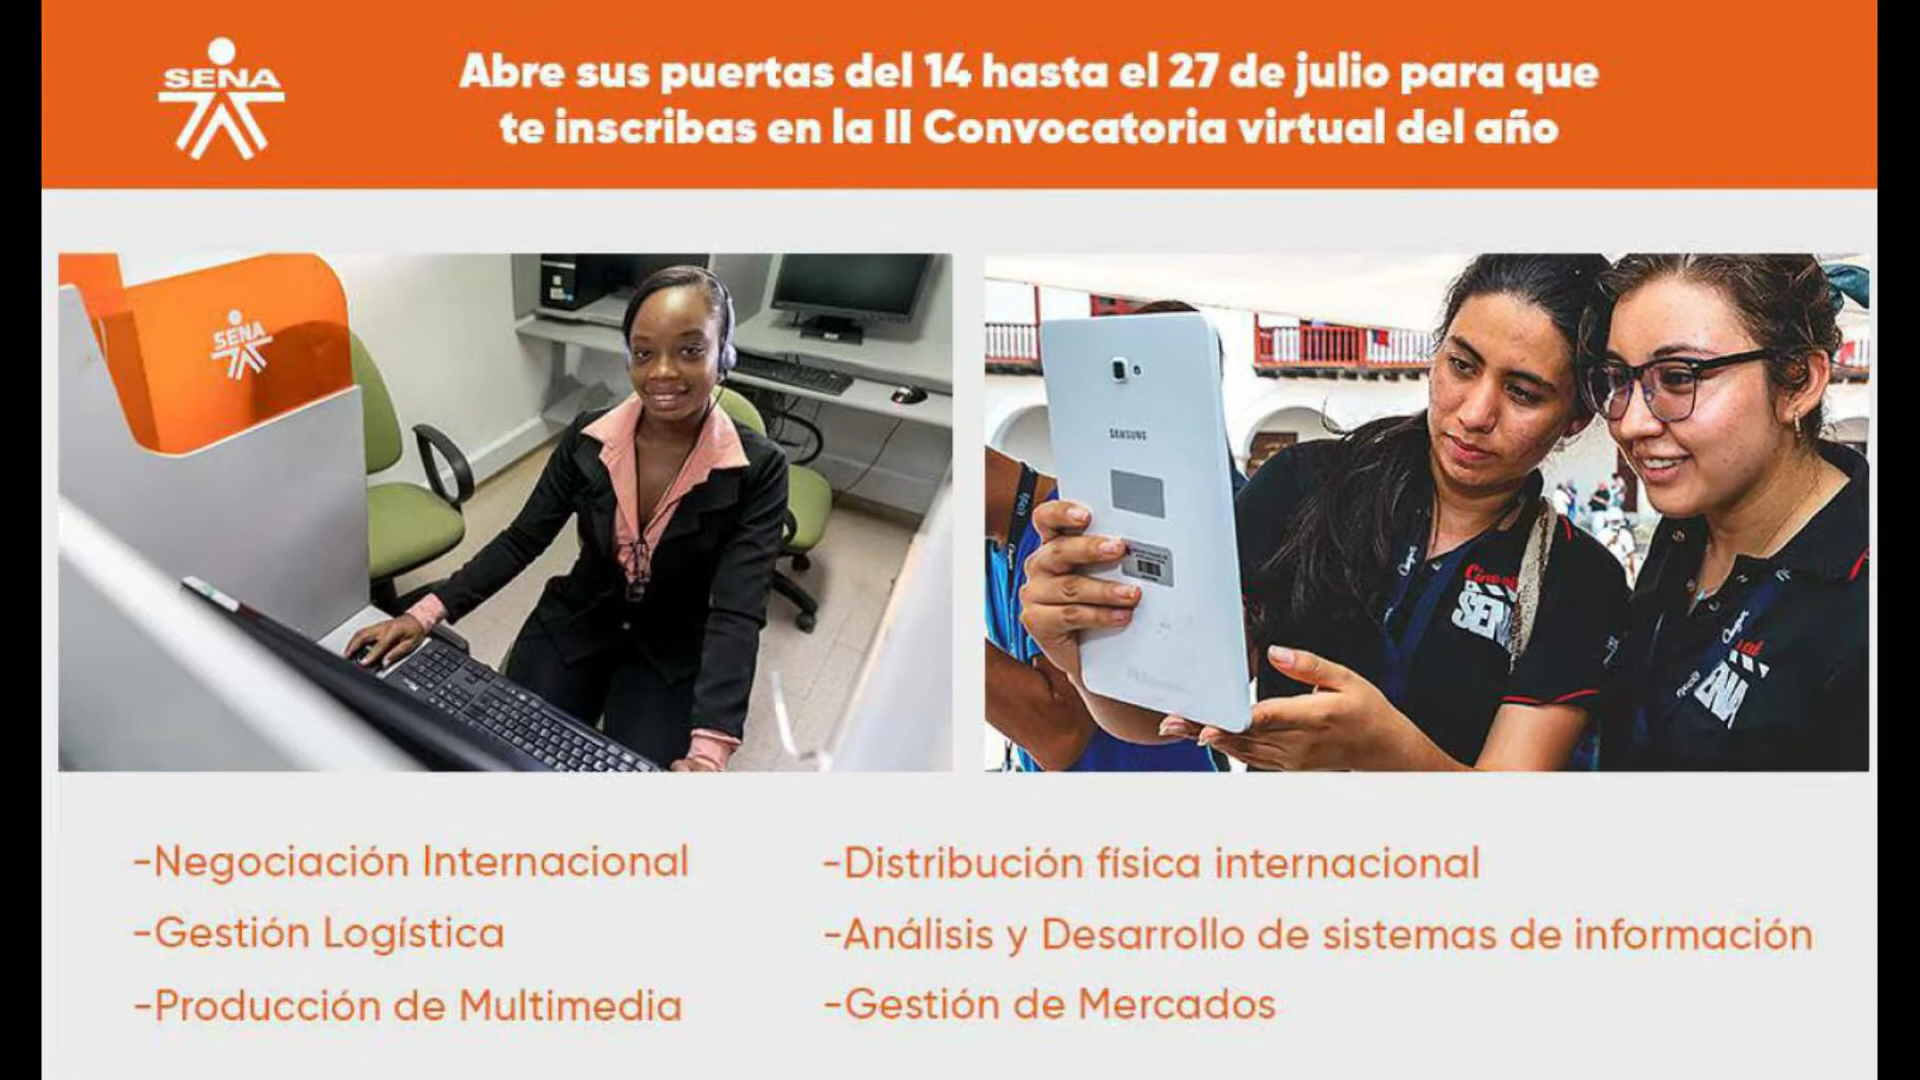 SENA
Abre sus puertas del 14 hasta el 27 de julio para que
te inscribas en la II Convocatoria virtual del año
SENA
SAMSUNG
SENA
-Negociación Internacional
-Gestión Logística
-Producción de Multimedia
-Distribución física internacional
-Análisis y Desarrollo de sistemas de información
-Gestión de Mercados